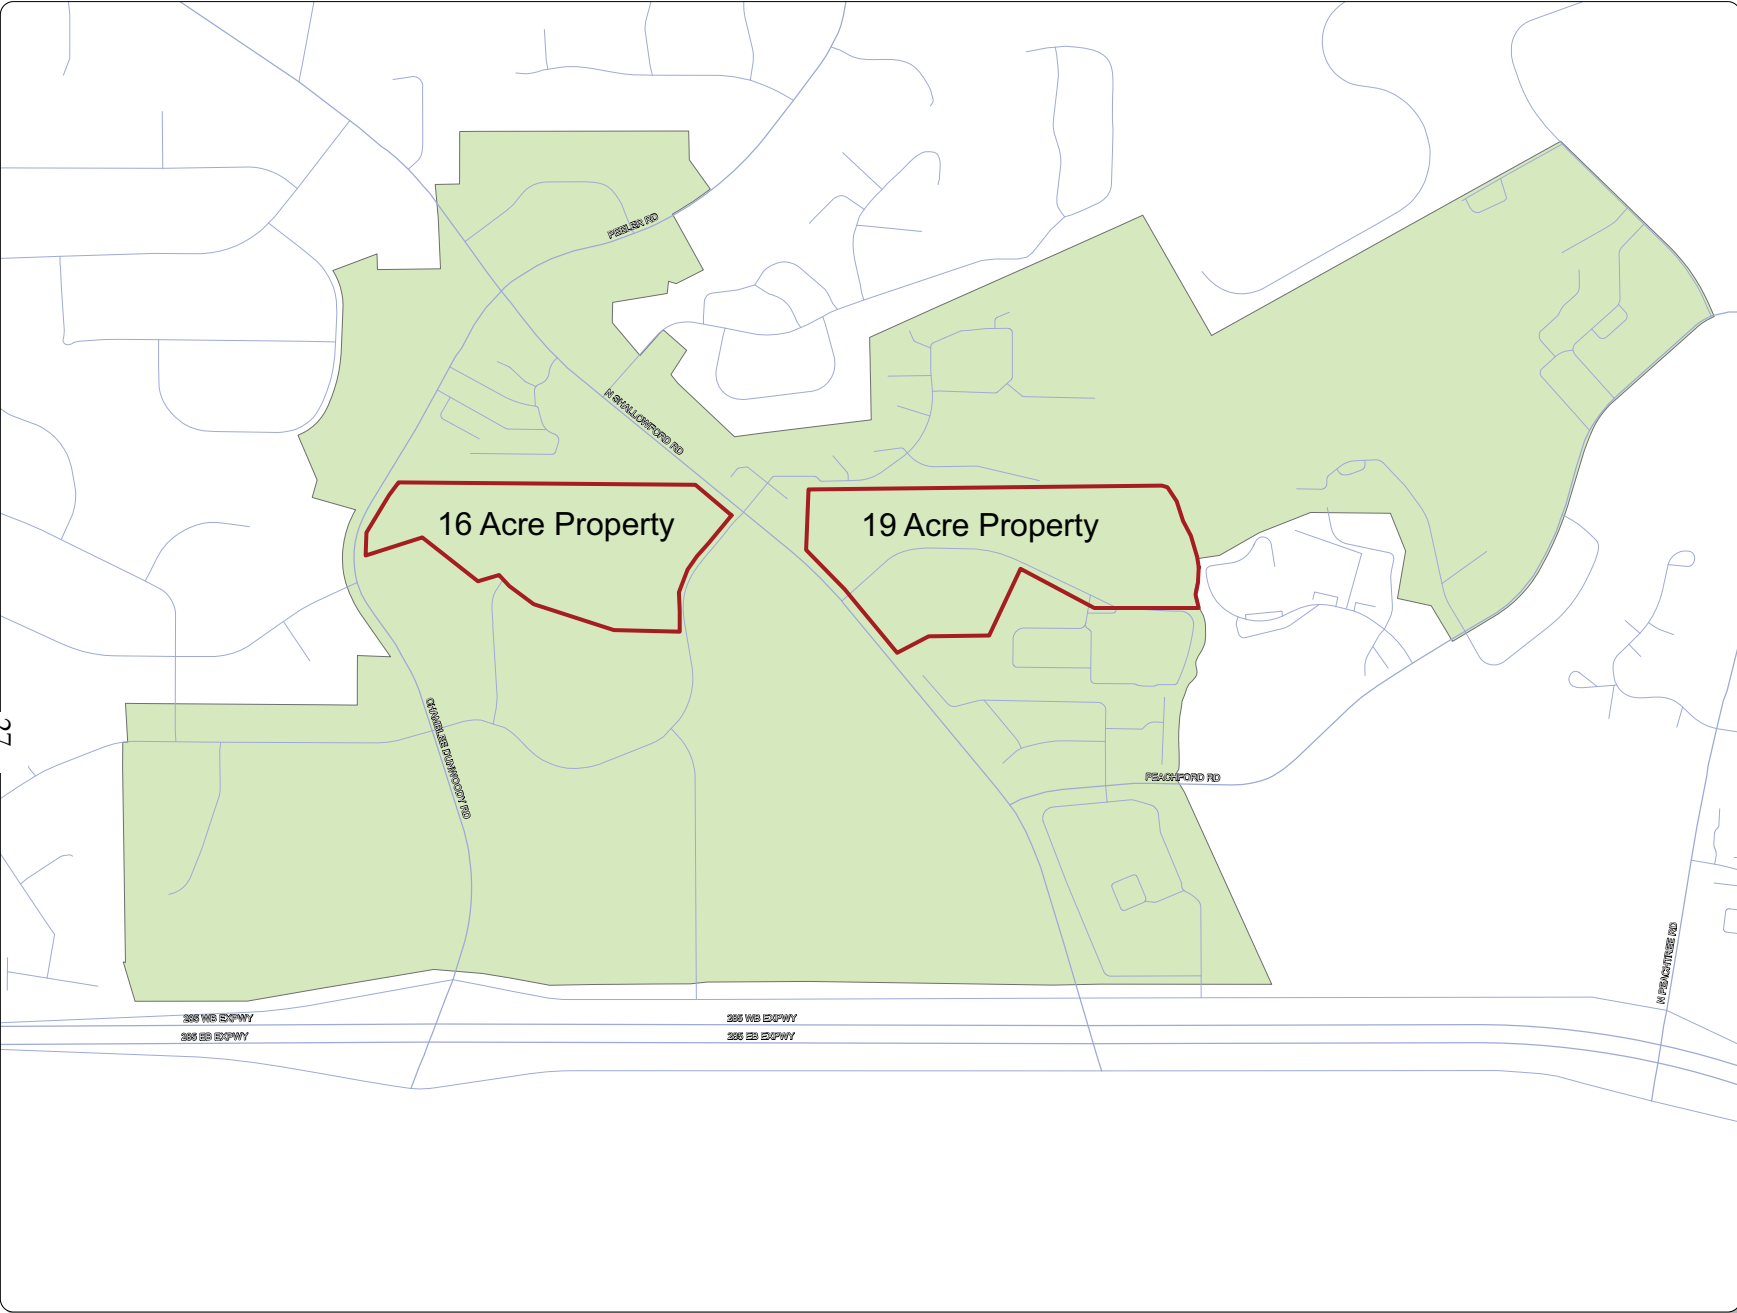 PEELER RD
N SHALLOWFORD RD
16 Acre Property
19 Acre Property
27
CHAMBLEE DUNWOODY RD
PEACHFORD RD
N PEACHTREE RD
285 WB EXPWY
285 WB EXPWY
285 EB EXPWY
285 EB EXPWY